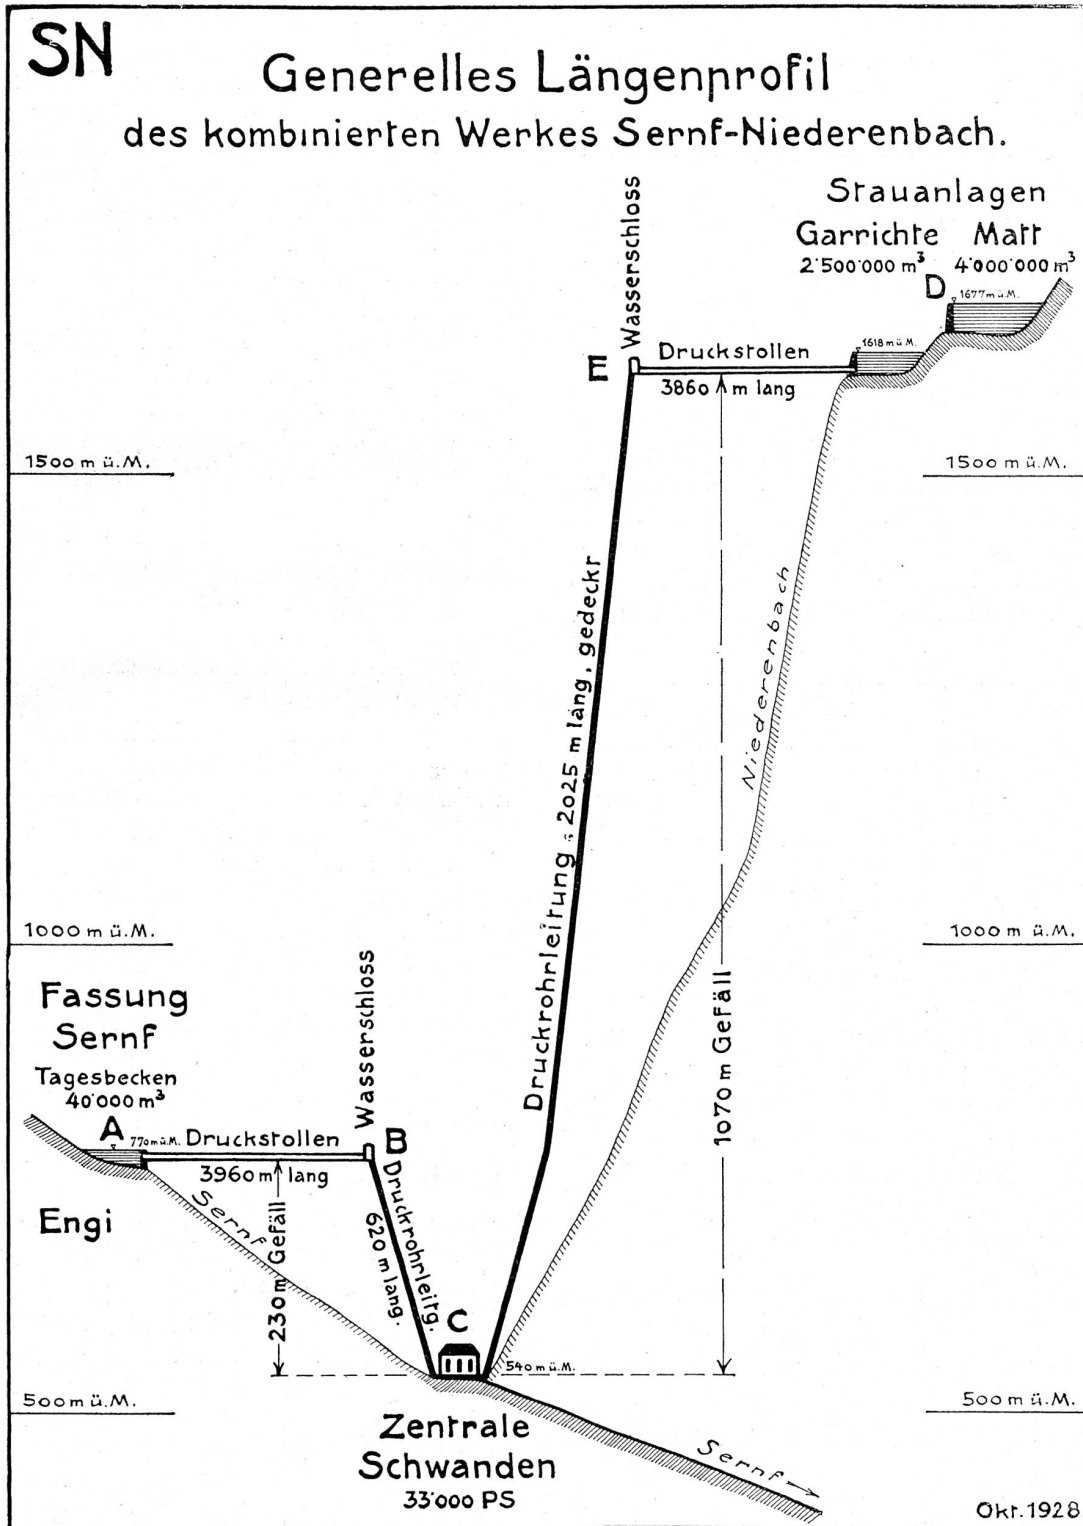 SN
Generelles Längenprofil
des kombinierten Werkes Sernf-Niederenbach.
Stauanlagen
Garrichte Matt
2'500'000 m³ 4'000'000 m³
D
1677 m ü.M.
1618 m ü.M.
Wasserschloss
E
Druckstollen
3860 m lang
1500 m ü.M.
1500 m ü.M.
Druckrohrleitung, 2025 m lang, gedeckt
Niederenbach
1070 m Gefäll
1000 m ü.M.
1000 m ü.M.
Fassung
Sernf
Tagesbecken
40'000 m³
A
770 m ü.M.
Druckstollen
3960 m lang
Wasserschloss
B
Engi
Sernf
230 m Gefäll
Druckrohrleitg.
620 m lang.
C
540 m ü.M.
500 m ü.M.
500 m ü.M.
Zentrale
Schwanden
33'000 PS
Sernf
Okt. 1928